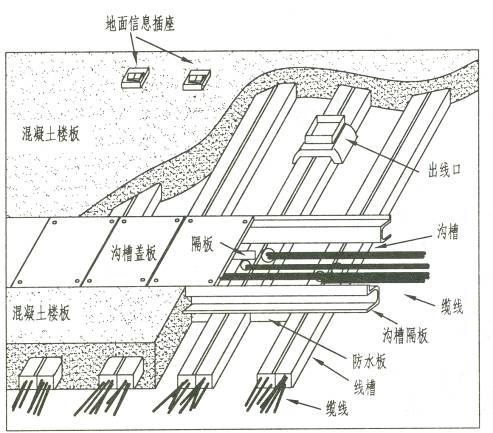 地面信息插座
混凝土楼板
出线口
沟槽盖板
隔板
沟槽
混凝土楼板
缆线
沟槽隔板
防水板
线槽
缆线